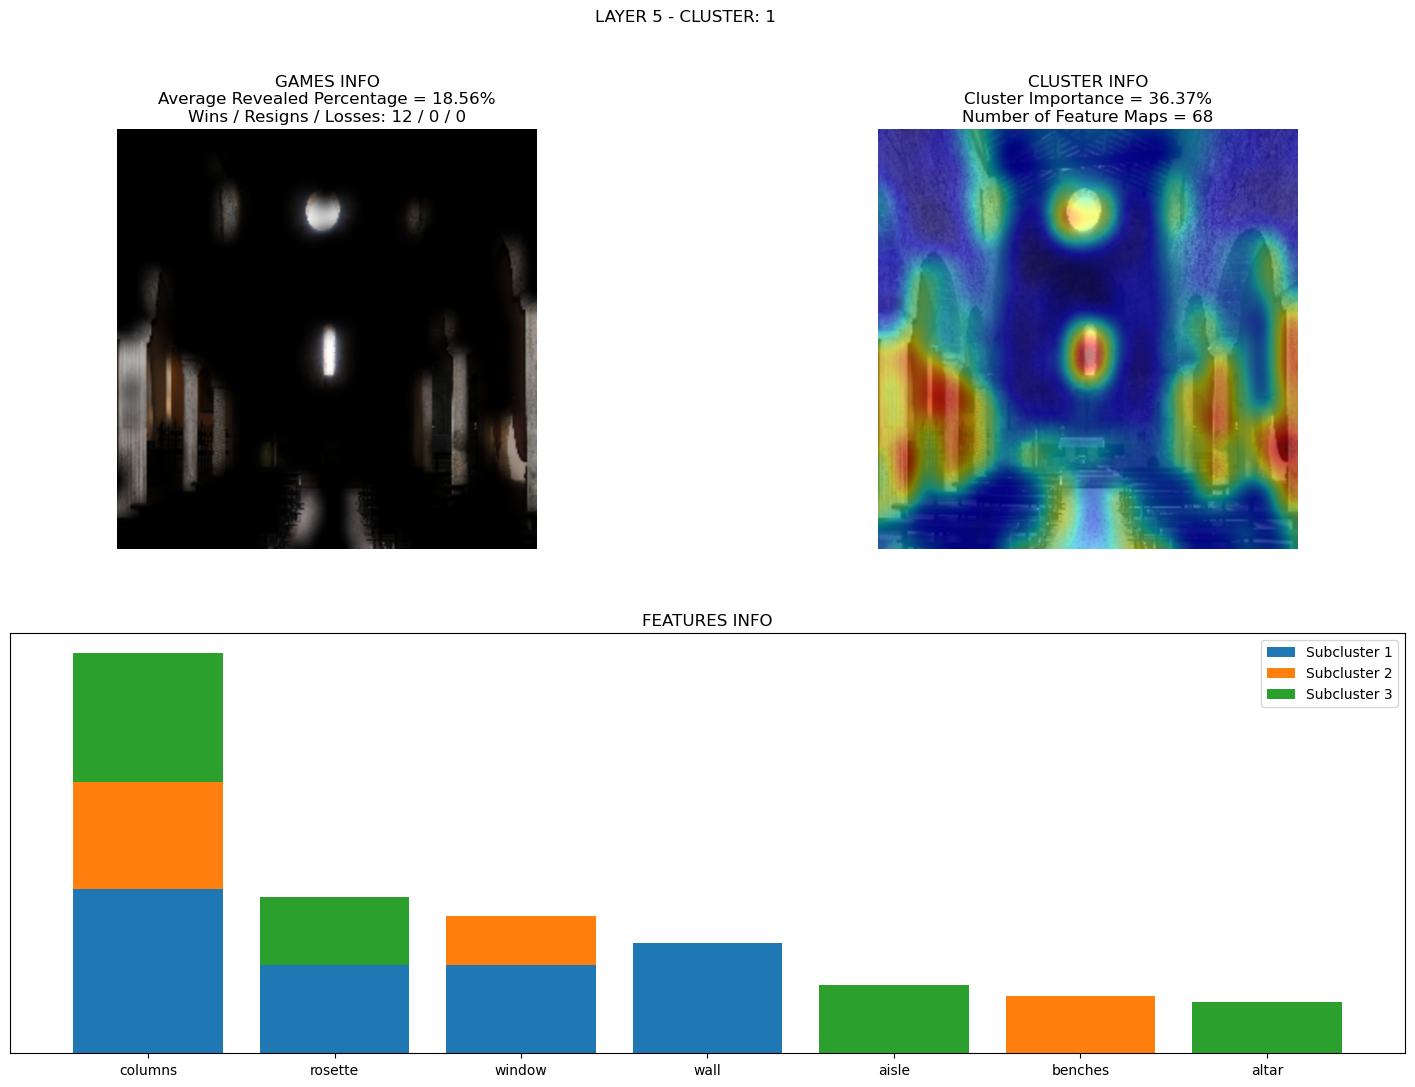 LAYER 5 - CLUSTER: 1
GAMES INFO
Average Revealed Percentage = 18.56%
Wins / Resigns / Losses: 12 / 0 / 0
CLUSTER INFO
Cluster Importance = 36.37%
Number of Feature Maps = 68
FEATURES INFO
Subcluster 1
Subcluster 2
Subcluster 3
columns rosette window wall aisle benches altar